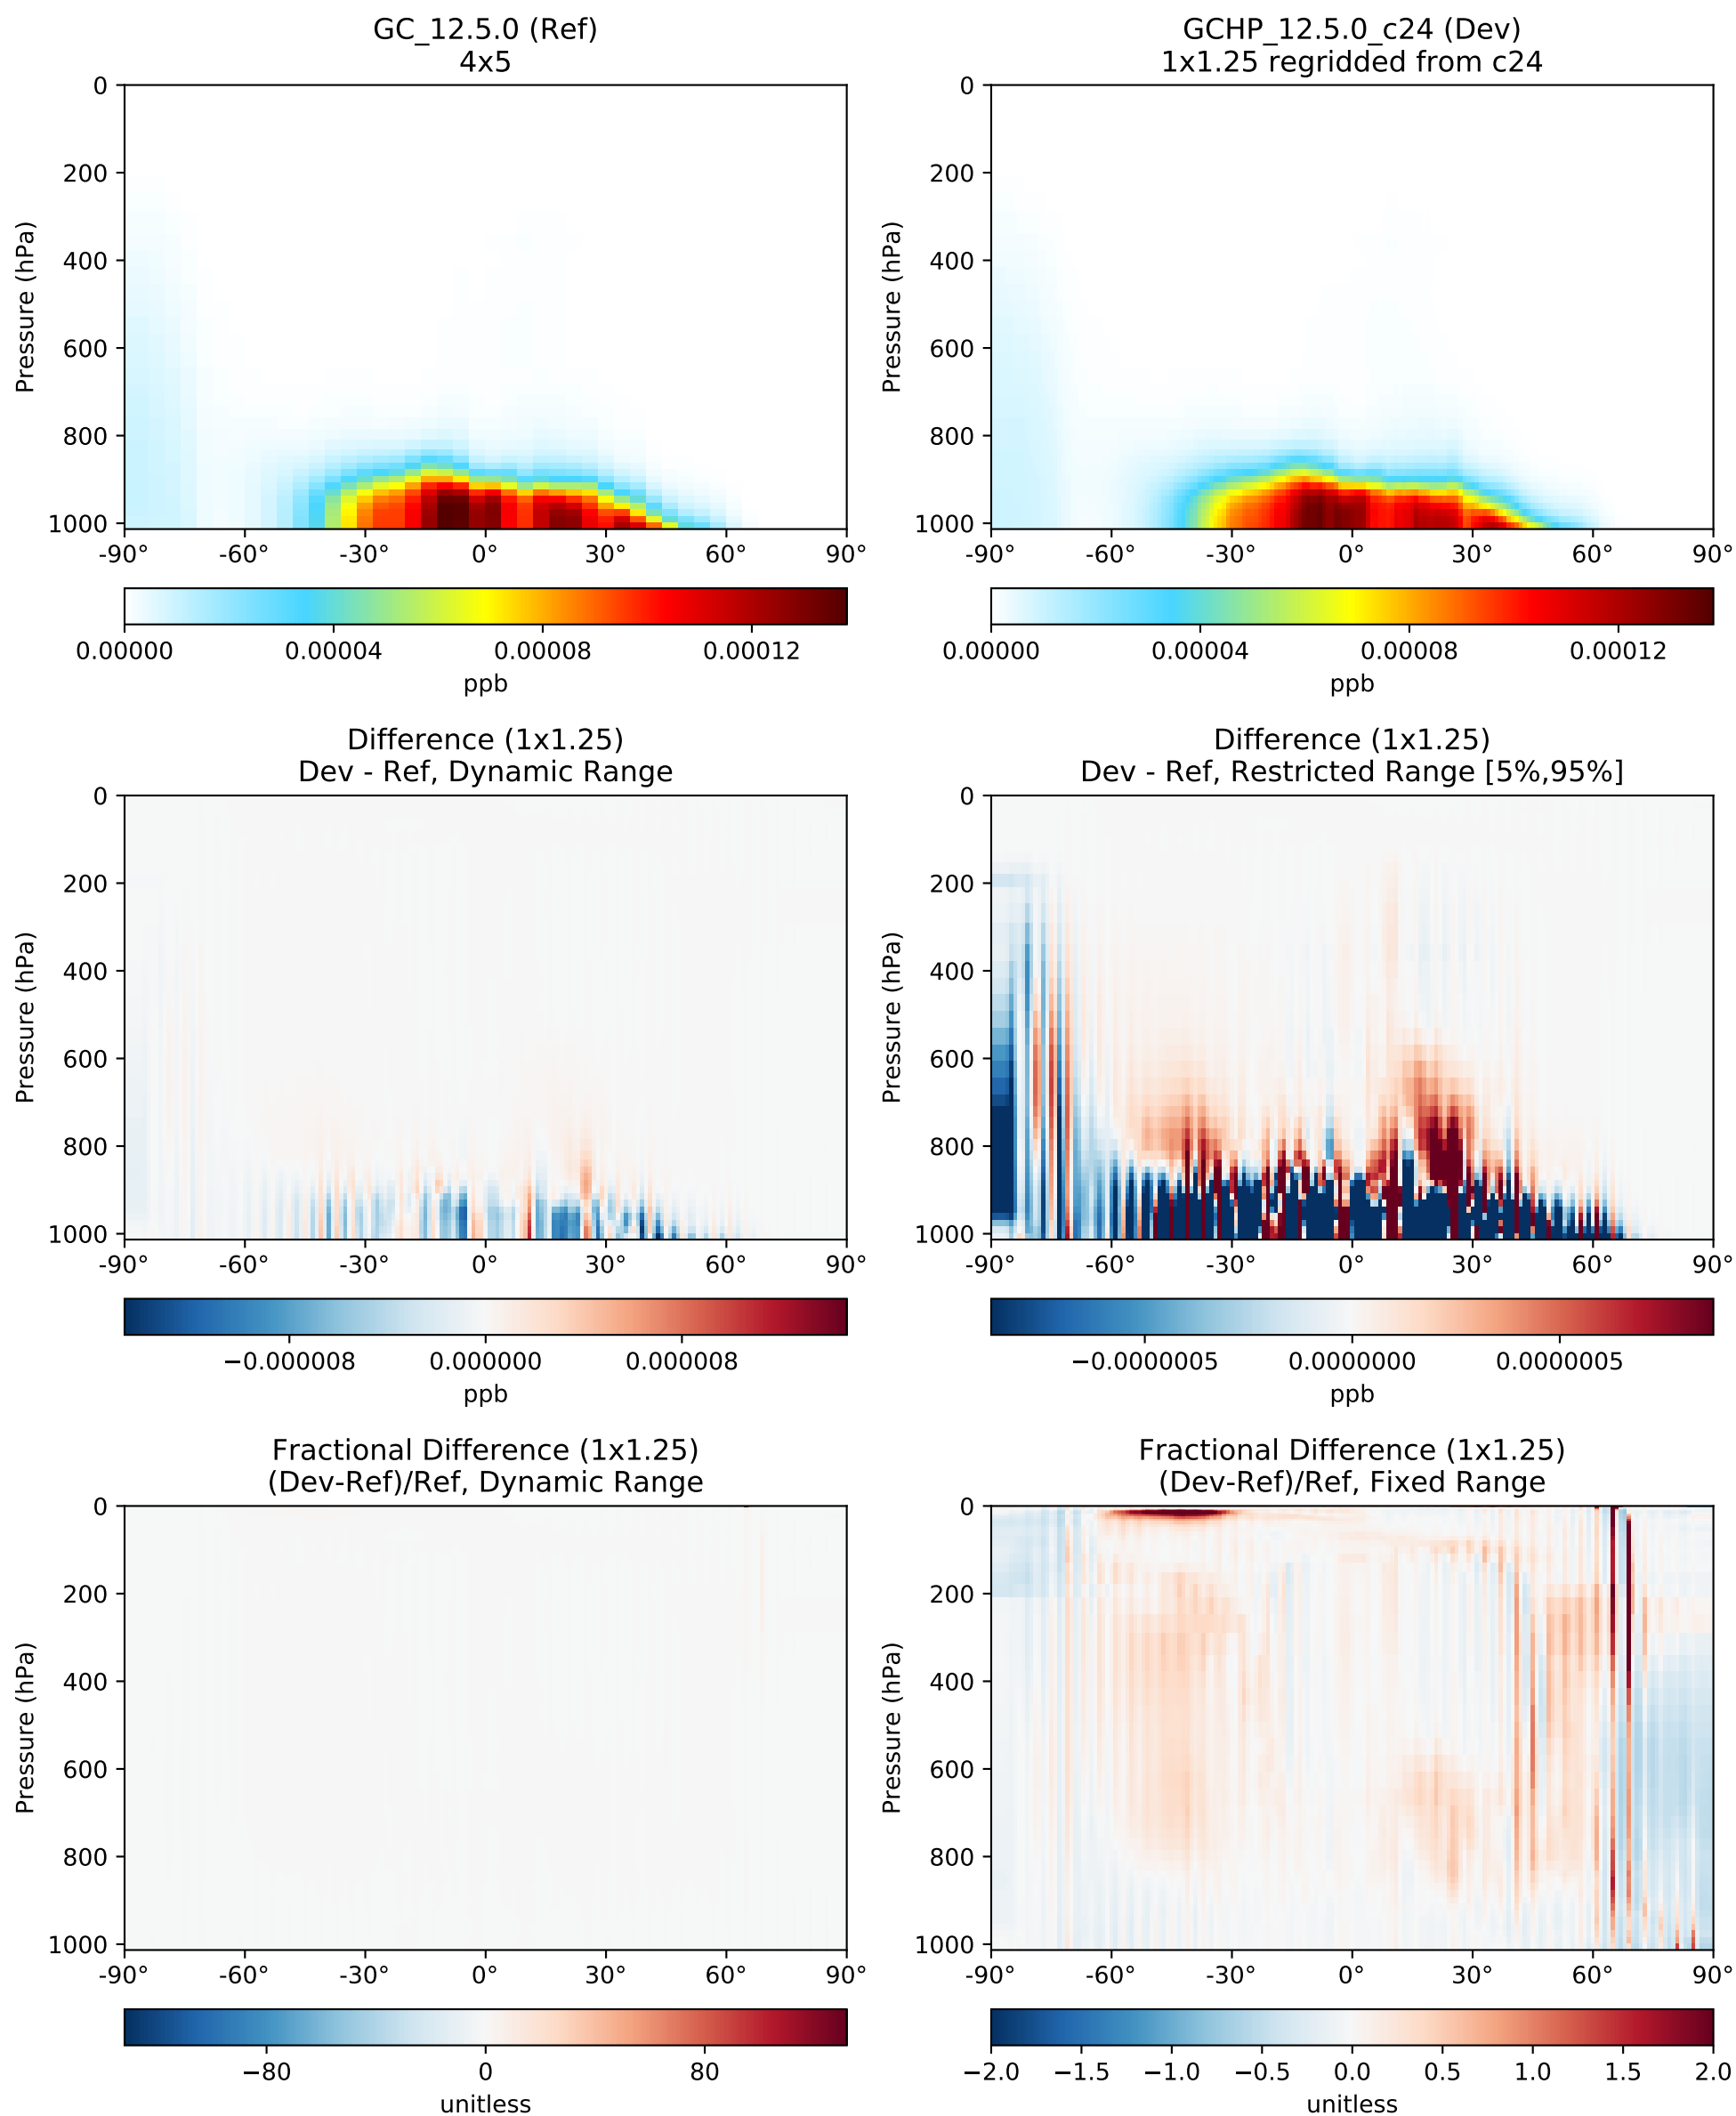 GC_12.5.0 (Ref)
4x5
GCHP_12.5.0_c24 (Dev)
1x1.25 regridded from c24
Pressure (hPa)
0
200
400
600
800
1000
-90° -60° -30° 0° 30° 60° 90°
0.00000 0.00004 0.00008 0.00012
ppb
Pressure (hPa)
0
200
400
600
800
1000
-90° -60° -30° 0° 30° 60° 90°
0.00000 0.00004 0.00008 0.00012
ppb
Difference (1x1.25)
Dev - Ref, Dynamic Range
Difference (1x1.25)
Dev - Ref, Restricted Range [5%,95%]
Pressure (hPa)
0
200
400
600
800
1000
-90° -60° -30° 0° 30° 60° 90°
−0.000008 0.000000 0.000008
ppb
Pressure (hPa)
0
200
400
600
800
1000
-90° -60° -30° 0° 30° 60° 90°
−0.0000005 0.0000000 0.0000005
ppb
Fractional Difference (1x1.25)
(Dev-Ref)/Ref, Dynamic Range
Fractional Difference (1x1.25)
(Dev-Ref)/Ref, Fixed Range
Pressure (hPa)
0
200
400
600
800
1000
-90° -60° -30° 0° 30° 60° 90°
−80 0 80
unitless
Pressure (hPa)
0
200
400
600
800
1000
-90° -60° -30° 0° 30° 60° 90°
−2.0 −1.5 −1.0 −0.5 0.0 0.5 1.0 1.5 2.0
unitless